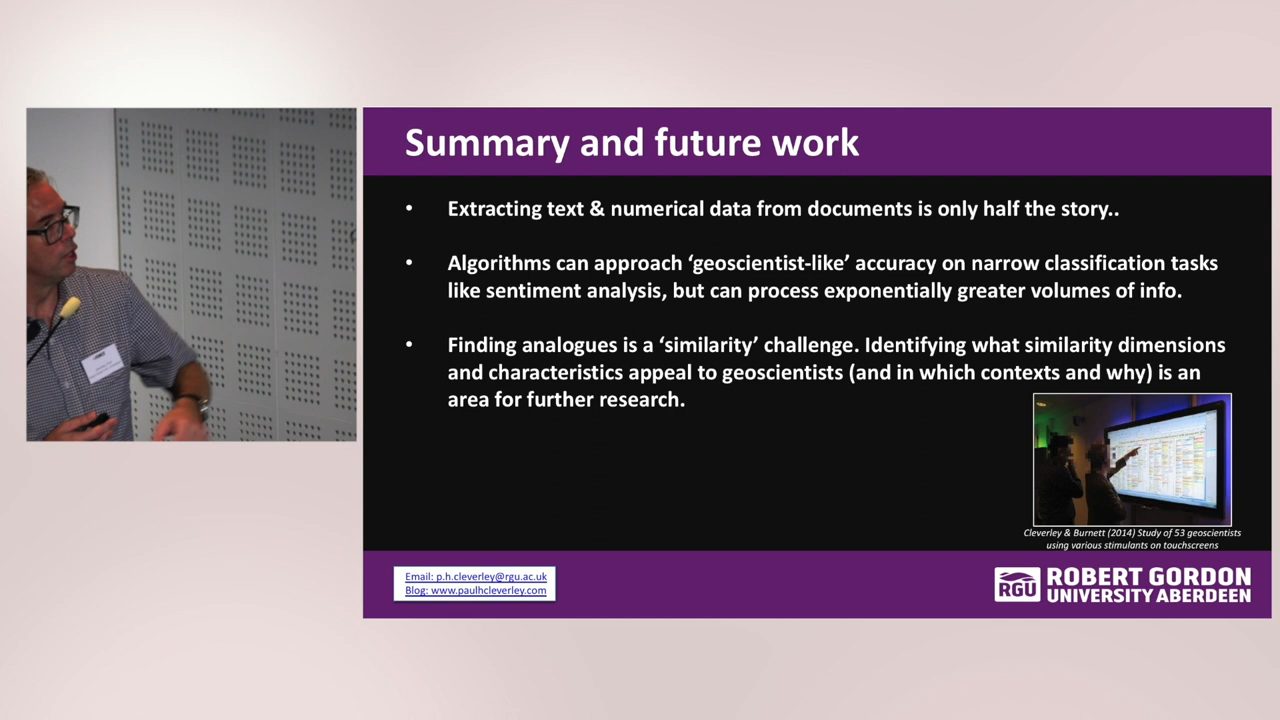 Summary and future work
• Extracting text & numerical data from documents is only half the story..
• Algorithms can approach ‘geoscientist-like’ accuracy on narrow classification tasks
like sentiment analysis, but can process exponentially greater volumes of info.
• Finding analogues is a ‘similarity’ challenge. Identifying what similarity dimensions
and characteristics appeal to geoscientists (and in which contexts and why) is an
area for further research.
Cleverley & Burnett (2014) Study of 53 geoscientists
using various stimulants on touchscreens
Email: p.h.cleverley@rgu.ac.uk
Blog: www.paulhcleverley.com
RGU
ROBERT GORDON
UNIVERSITY ABERDEEN